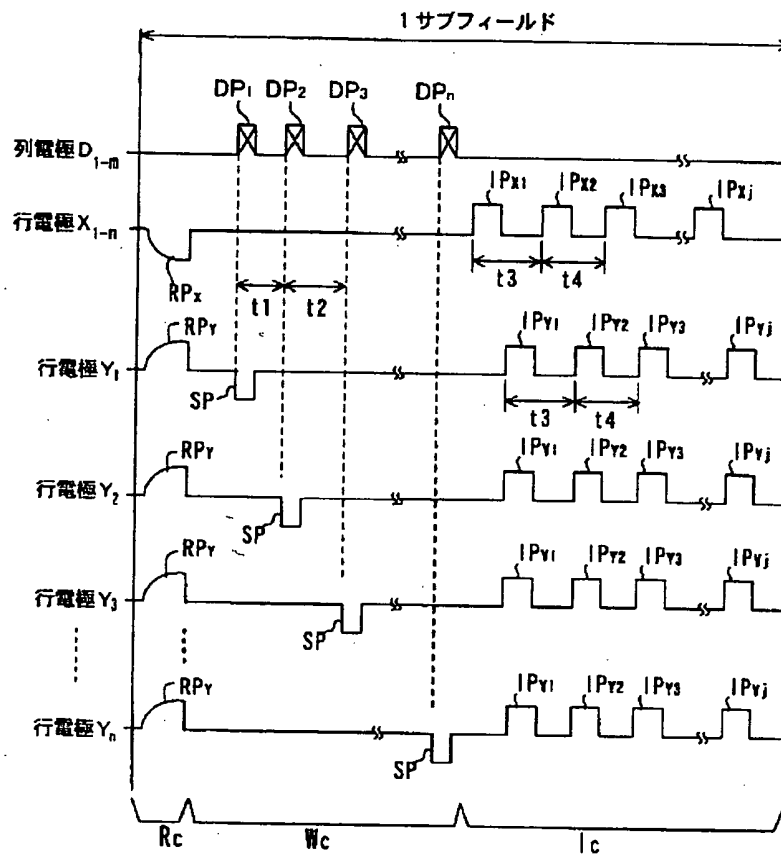 1サブフィールド
DP1 DP2 DP3 DPn
列電極D1-m
IPX1 IPX2 IPX3 IPXj
行電極X1-n
t3 t4
RPX
t1 t2
RPY
IPY1 IPY2 IPY3 IPYj
行電極Y1
SP
t3 t4
RPY
IPY1 IPY2 IPY3 IPYj
行電極Y2
SP
RPY
IPY1 IPY2 IPY3 IPYj
行電極Y3
SP
RPY
IPY1 IPY2 IPY3 IPYj
行電極Yn
SP
Rc Wc Ic